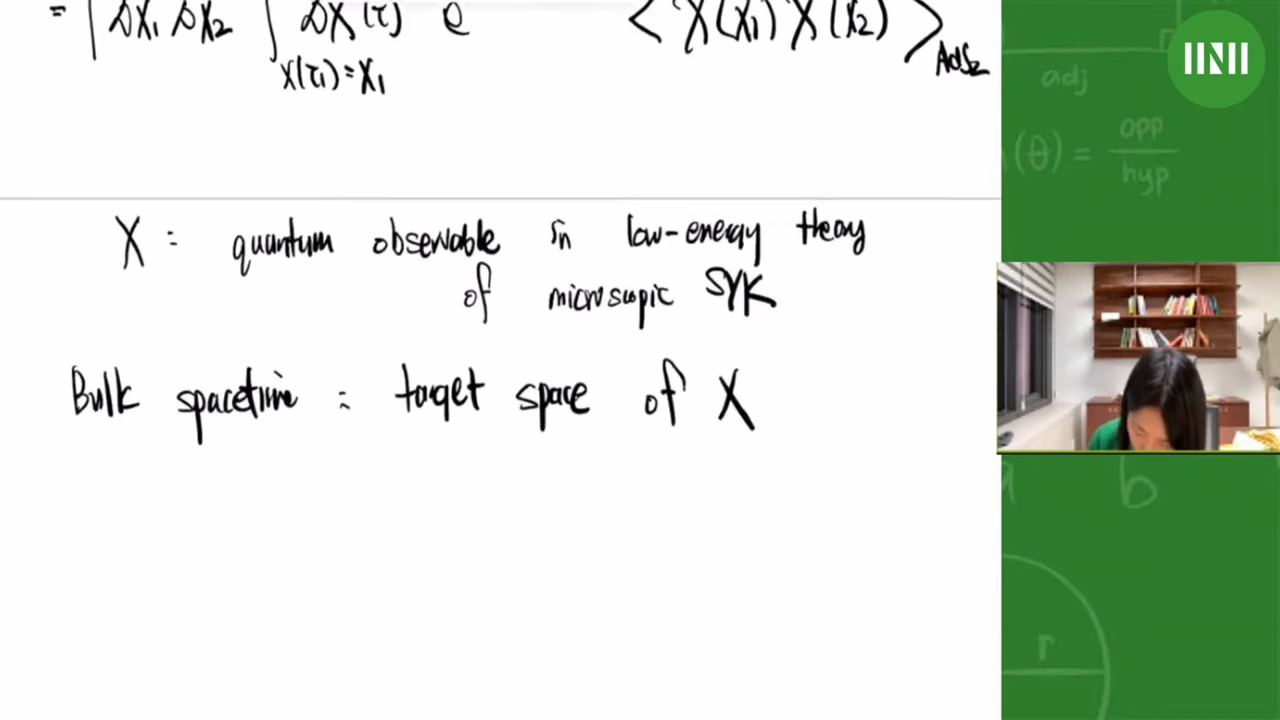 = ∫ DX₁ DX₂ ∫ DX(τ) e < χ(X₁) χ(X₂) >
X(τ₁)=X₁ AdS₂
X = quantum observable in low-energy theory
of microscopic SYK
Bulk spacetime = target space of X
adj
(θ) = opp
hyp
b
r